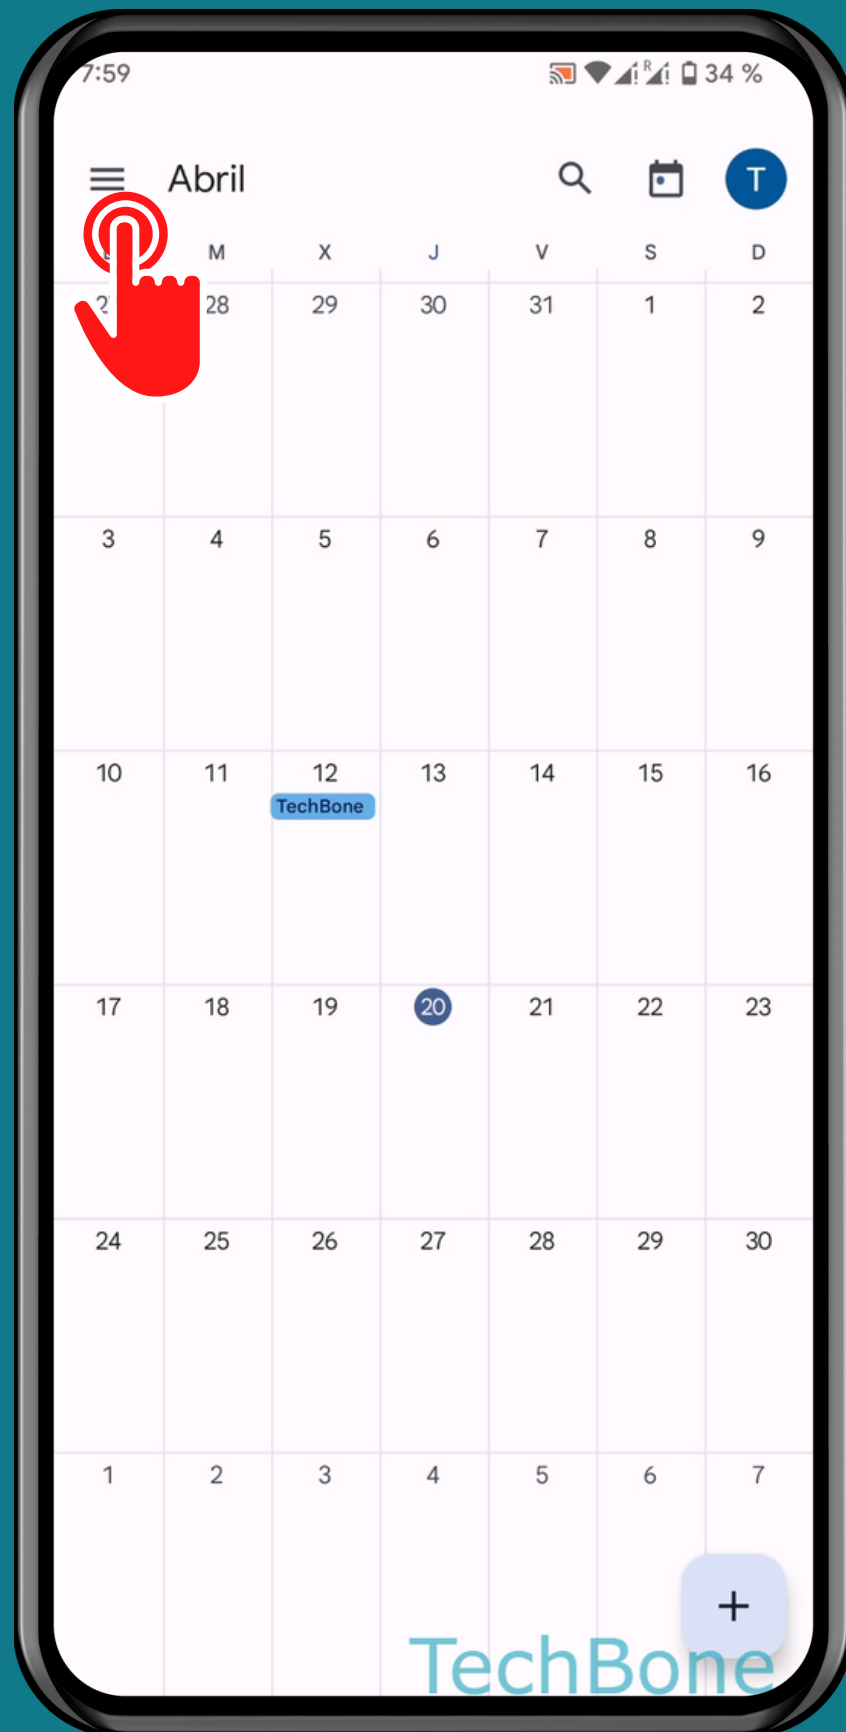 7:59 R 34 %
Abril T
M X J V S D
28 29 30 31 1 2
3 4 5 6 7 8 9
10 11 12 13 14 15 16
TechBone
17 18 19 20 21 22 23
24 25 26 27 28 29 30
1 2 3 4 5 6 7
+
TechBone